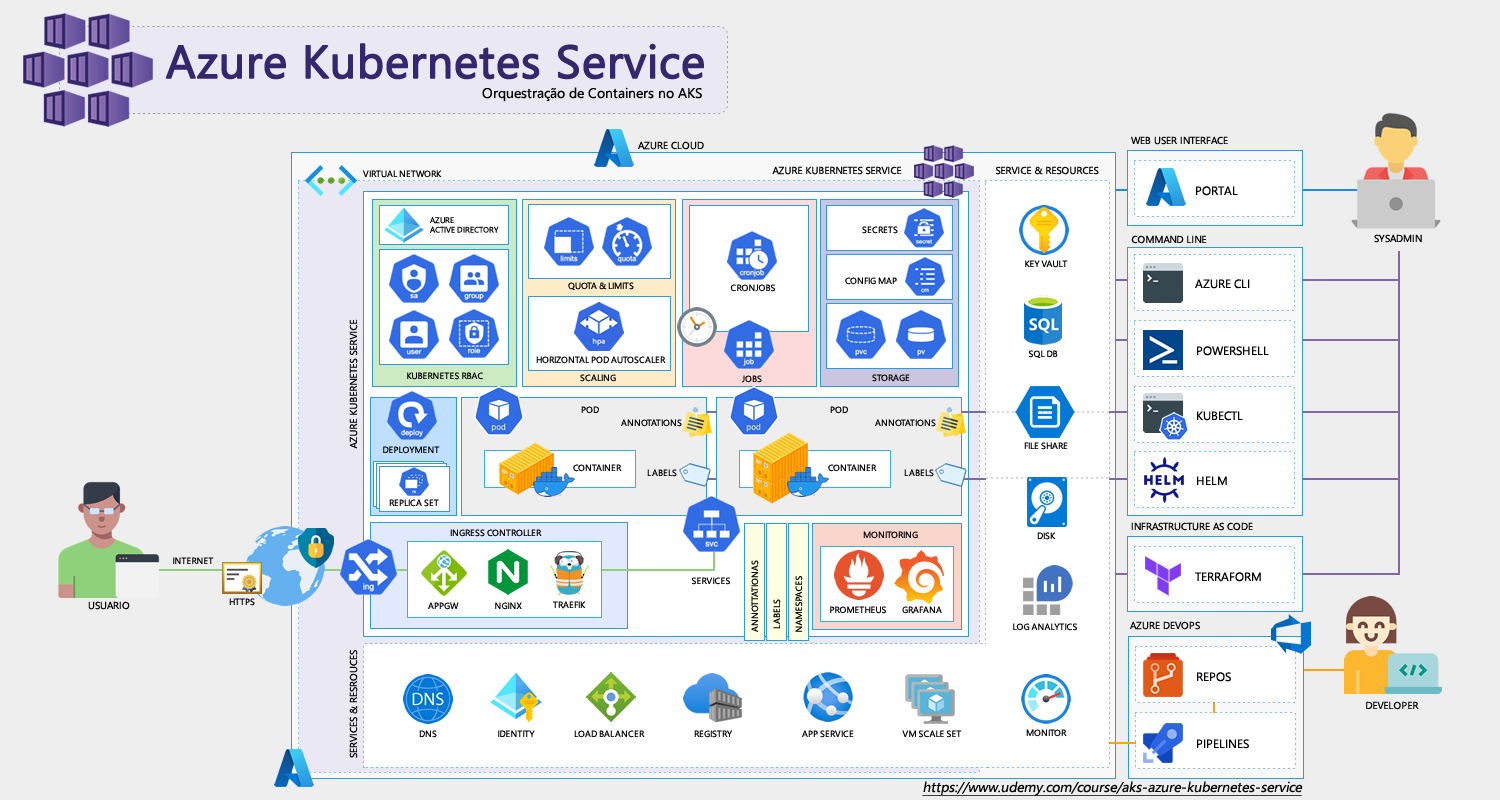 Azure Kubernetes Service
Orquestração de Containers no AKS
AZURE CLOUD
VIRTUAL NETWORK
AZURE KUBERNETES SERVICE
SERVICE & RESOURCES
WEB USER INTERFACE
PORTAL
SYSADMIN
COMMAND LINE
AZURE CLI
POWERSHELL
KUBECTL
HELM
HELM
INFRASTRUCTURE AS CODE
TERRAFORM
AZURE DEVOPS
REPOS
PIPELINES
DEVELOPER
AZURE KUBERNETES SERVICE
AZURE
ACTIVE DIRECTORY
sa
group
user
role
KUBERNETES RBAC
limits
quota
QUOTA & LIMITS
hpa
HORIZONTAL POD AUTOSCALER
SCALING
cronjob
CRONJOBS
job
JOBS
SECRETS
secret
CONFIG MAP
cm
pvc
pv
STORAGE
KEY VAULT
SQL
SQL DB
FILE SHARE
DISK
LOG ANALYTICS
deploy
DEPLOYMENT
rs
REPLICA SET
pod
POD
ANNOTATIONS
CONTAINER
LABELS
pod
POD
ANNOTATIONS
CONTAINER
LABELS
USUARIO
INTERNET
HTTPS
ing
INGRESS CONTROLLER
APPGW
NGINX
TRAEFIK
svc
SERVICES
ANNOTTATIONAS
LABELS
NAMESPACES
MONITORING
PROMETHEUS
GRAFANA
SERVICES & RESROUCES
DNS
DNS
IDENTITY
LOAD BALANCER
REGISTRY
APP SERVICE
VM SCALE SET
MONITOR
https://www.udemy.com/course/aks-azure-kubernetes-service